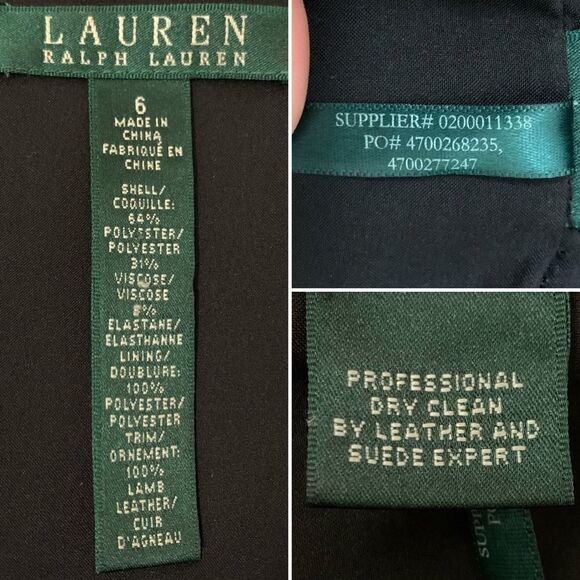 LAUREN
RALPH LAUREN
6
MADE IN
CHINA
FABRIQUÉ EN
CHINE
SHELL/
COQUILLE:
64%
POLYESTER/
POLYESTER
31%
VISCOSE/
VISCOSE
5%
ELASTANE/
ELASTHANNE
LINING/
DOUBLURE:
100%
POLYESTER/
POLYESTER
TRIM/
ORNEMENT:
100%
LAMB
LEATHER/
CUIR
D'AGNEAU
SUPPLIER# 0200011338
PO# 4700268235,
4700277247
PROFESSIONAL
DRY CLEAN
BY LEATHER AND
SUEDE EXPERT